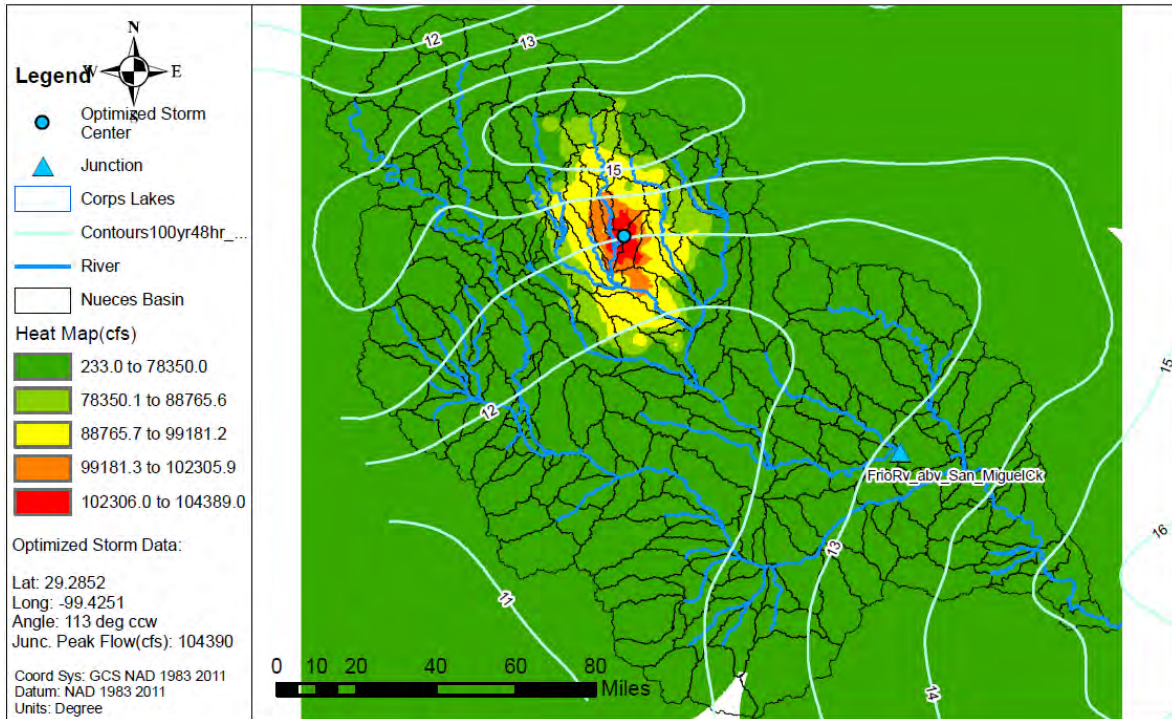 N
W
E
S
Legend
Optimized Storm
Center
Junction
Corps Lakes
Contours100yr48hr_...
River
Nueces Basin
Heat Map(cfs)
233.0 to 78350.0
78350.1 to 88765.6
88765.7 to 99181.2
99181.3 to 102305.9
102306.0 to 104389.0
Optimized Storm Data:
Lat: 29.2852
Long: -99.4251
Angle: 113 deg ccw
Junc. Peak Flow(cfs): 104390
Coord Sys: GCS NAD 1983 2011
Datum: NAD 1983 2011
Units: Degree
12
13
15
15
12
FrioRv_abv_San_MiguelCk
16
13
11
14
0 10 20 40 60 80
Miles